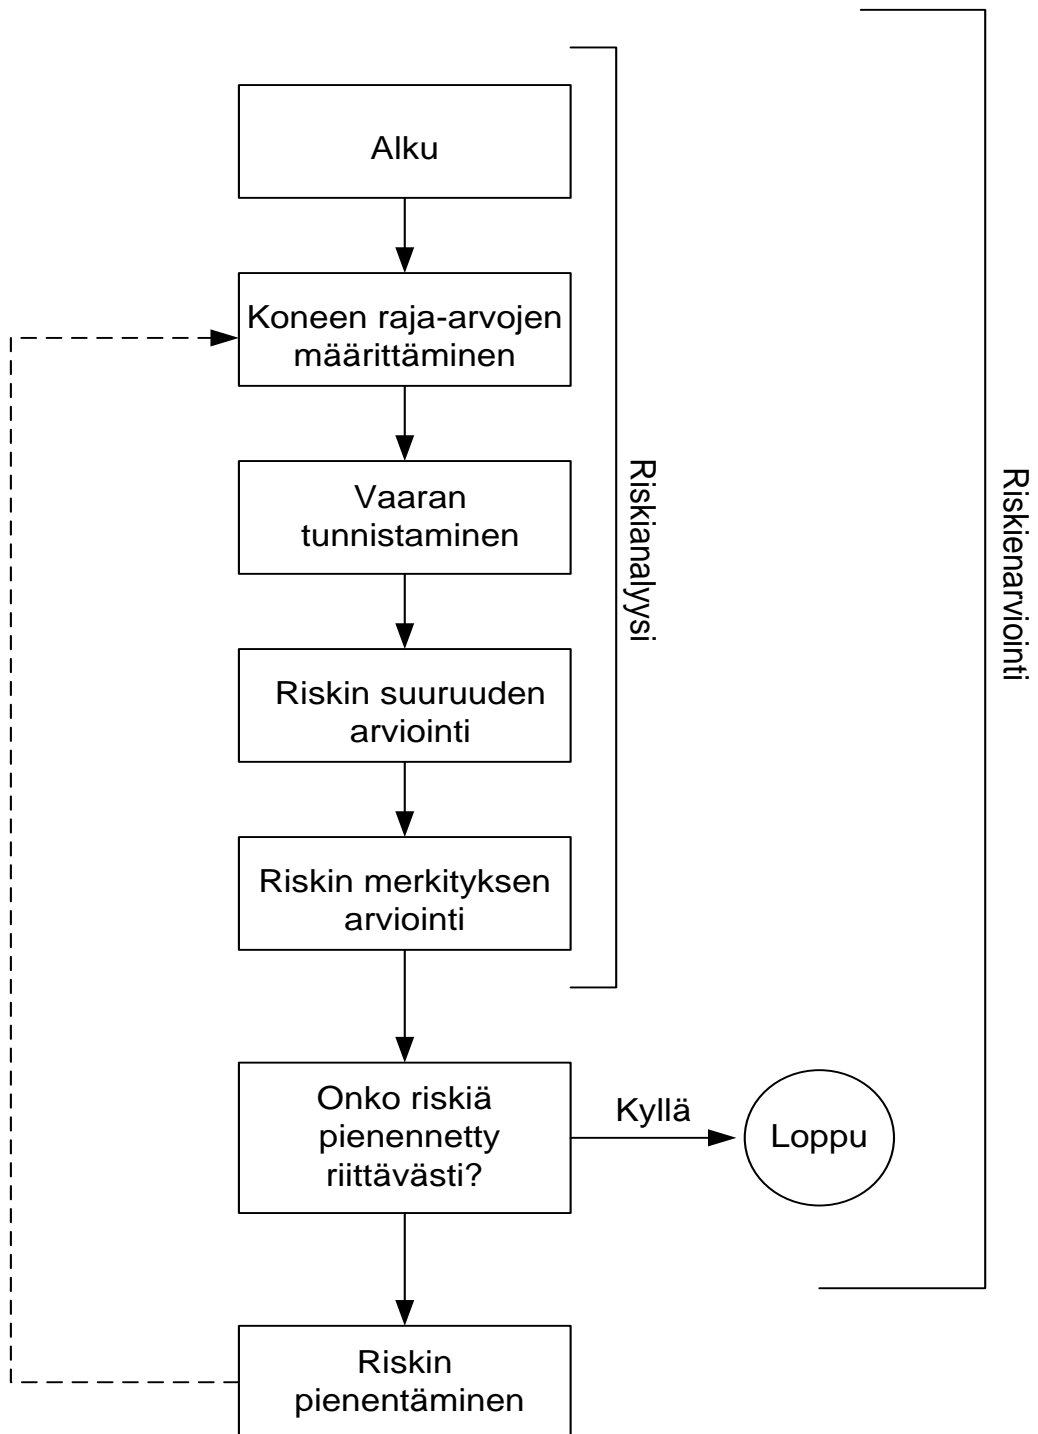 Alku
Koneen raja-arvojen
määrittäminen
Vaaran
tunnistaminen
Riskin suuruuden
arviointi
Riskin merkityksen
arviointi
Riskianalyysi
Riskienarviointi
Onko riskiä
pienennetty
riittävästi?
Kyllä
Loppu
Riskin
pienentäminen